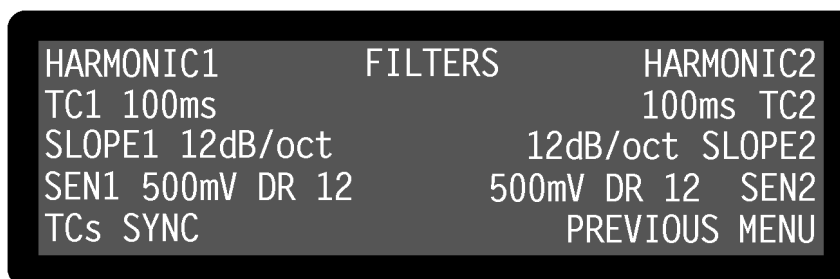 HARMONIC1 FILTERS HARMONIC2
TC1 100ms 100ms TC2
SLOPE1 12dB/oct 12dB/oct SLOPE2
SEN1 500mV DR 12 500mV DR 12 SEN2
TCs SYNC PREVIOUS MENU